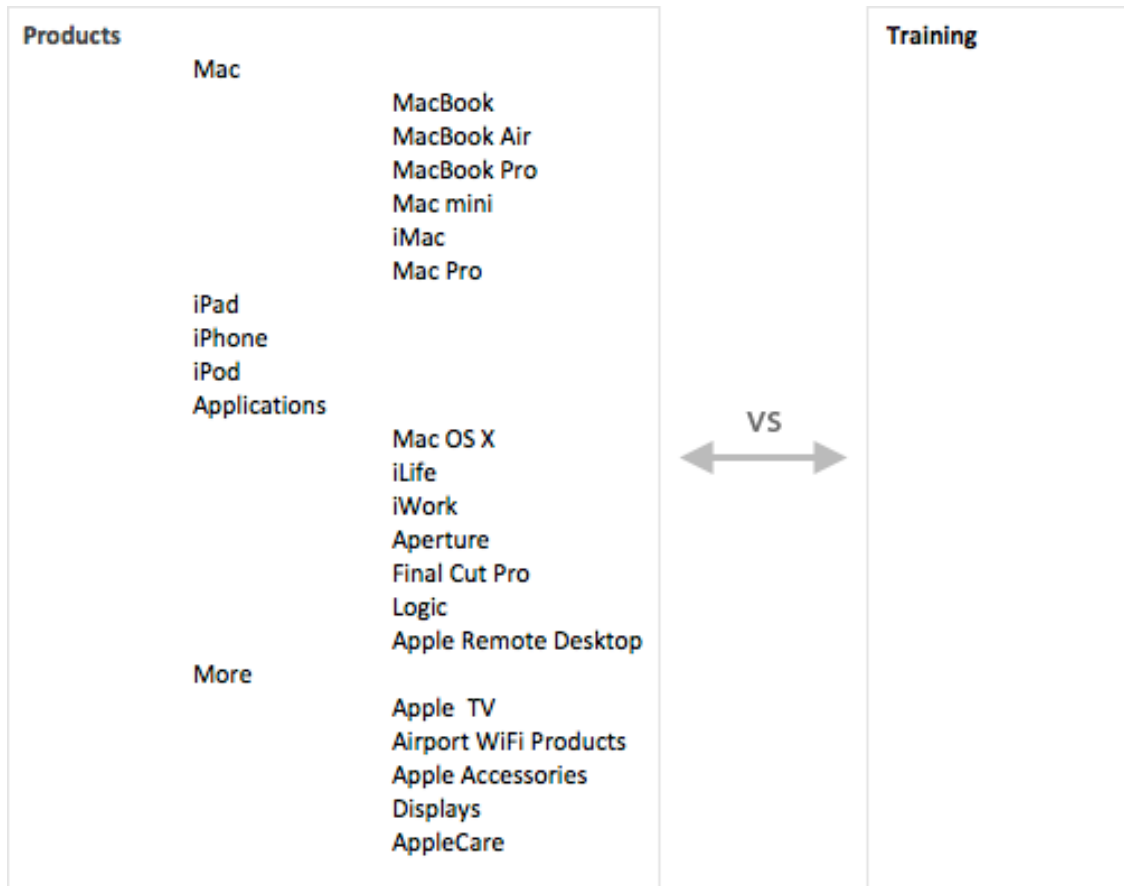 Products
Mac
MacBook
MacBook Air
MacBook Pro
Mac mini
iMac
Mac Pro
iPad
iPhone
iPod
Applications
Mac OS X
iLife
iWork
Aperture
Final Cut Pro
Logic
Apple Remote Desktop
More
Apple  TV
Airport WiFi Products
Apple Accessories
Displays
AppleCare
VS
Training